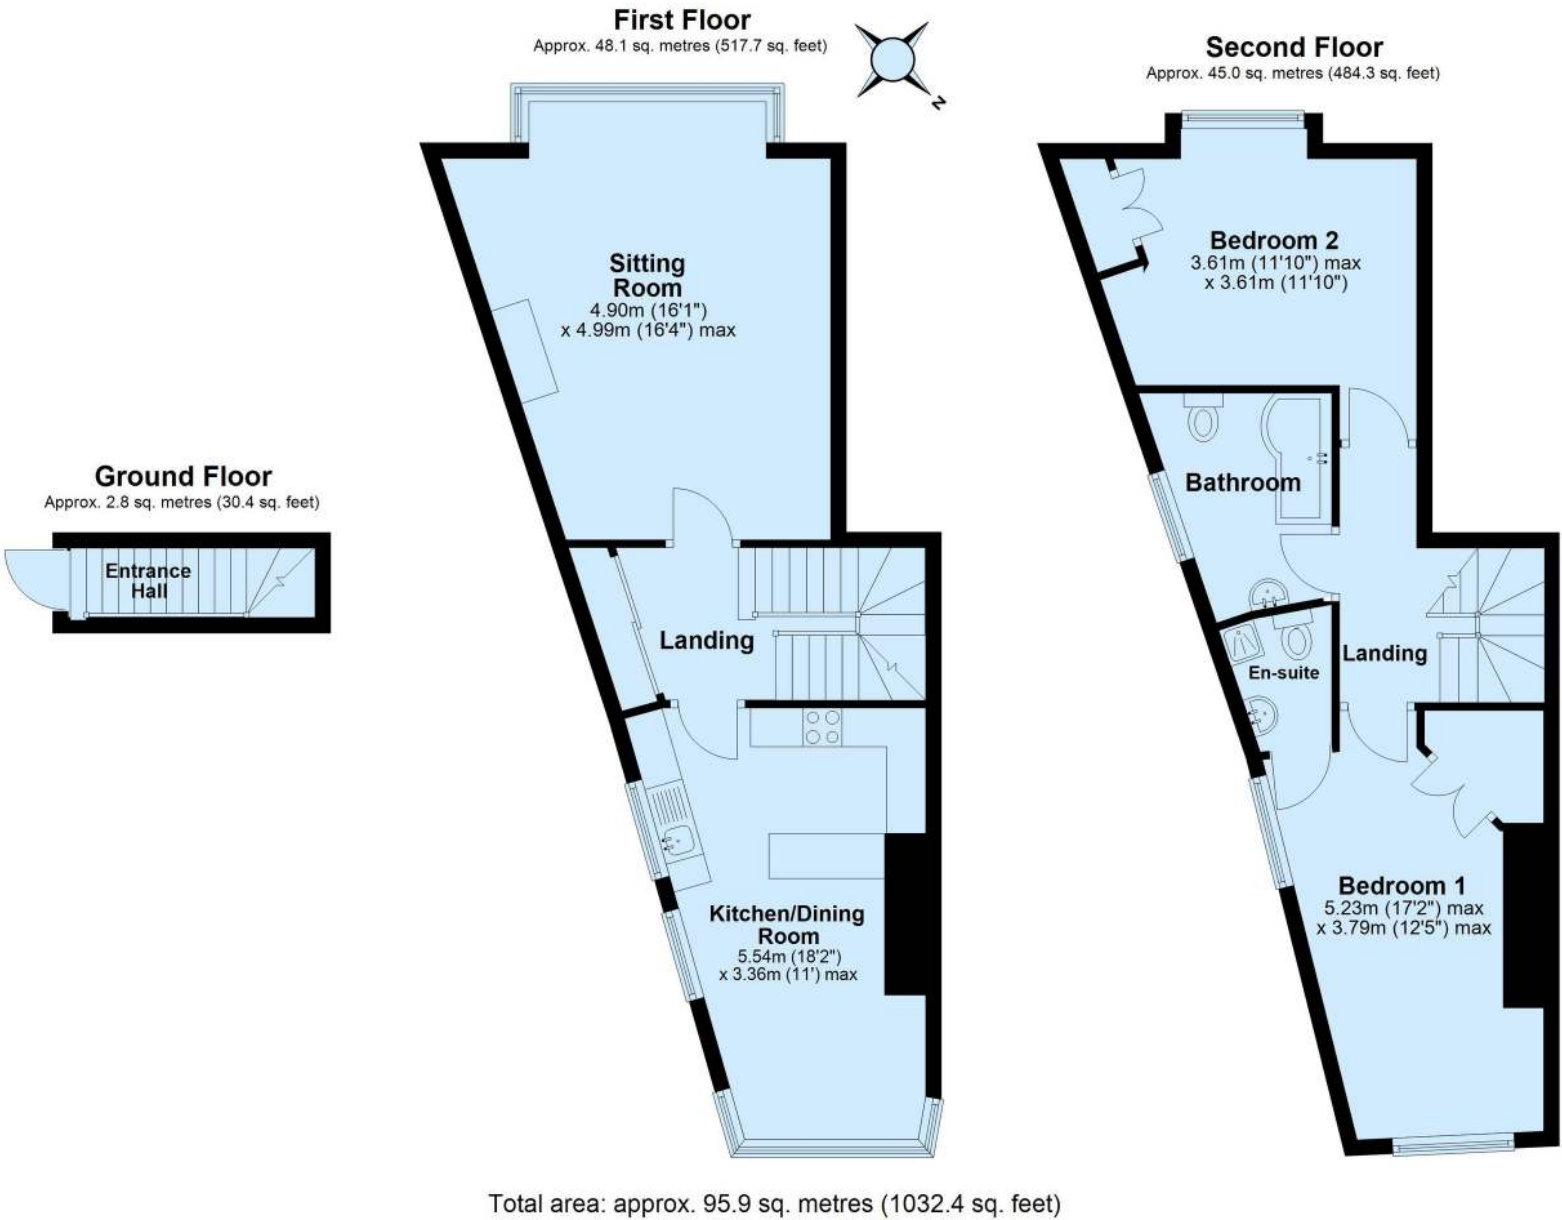 First Floor
Approx. 48.1 sq. metres (517.7 sq. feet)
N
Second Floor
Approx. 45.0 sq. metres (484.3 sq. feet)
Sitting
Room
4.90m (16'1")
x 4.99m (16'4") max
Bedroom 2
3.61m (11'10") max
x 3.61m (11'10")
Ground Floor
Approx. 2.8 sq. metres (30.4 sq. feet)
Entrance
Hall
Bathroom
Landing
Landing
En-suite
Kitchen/Dining
Room
5.54m (18'2")
x 3.36m (11') max
Bedroom 1
5.23m (17'2") max
x 3.79m (12'5") max
Total area: approx. 95.9 sq. metres (1032.4 sq. feet)